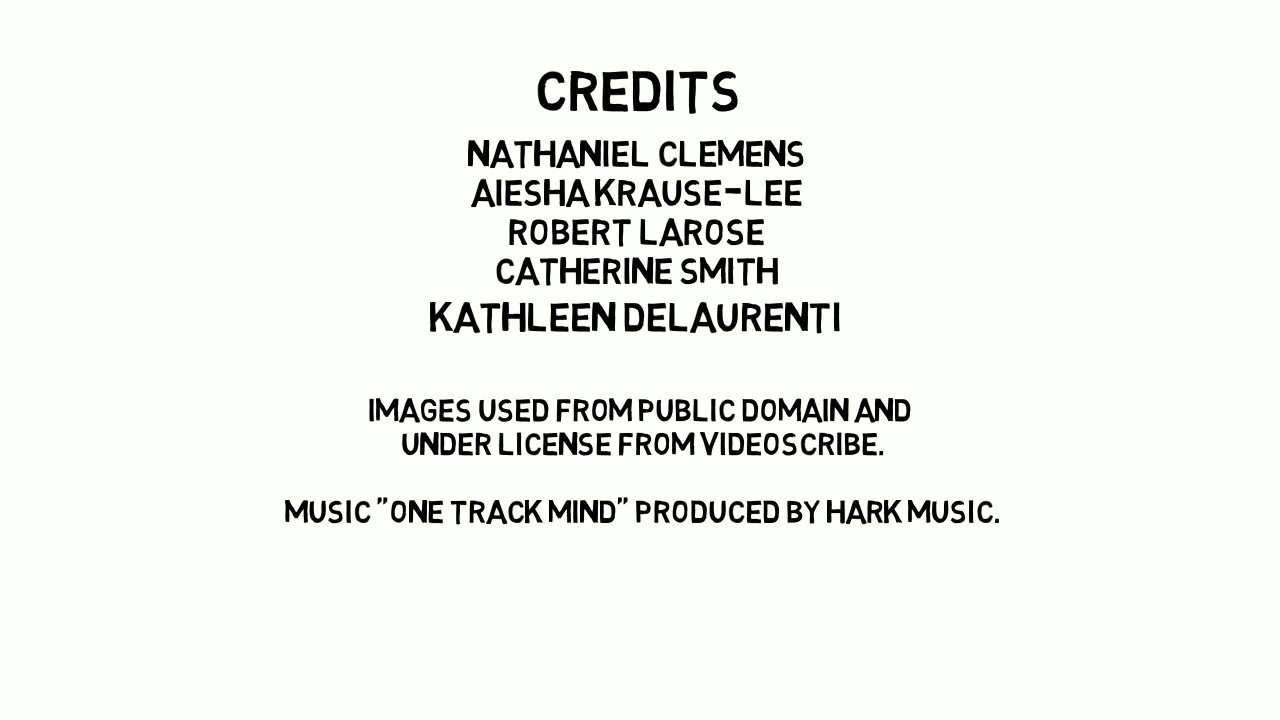 CREDITS
NATHANIEL CLEMENS
AIESHA KRAUSE-LEE
ROBERT LAROSE
CATHERINE SMITH
KATHLEEN DELAURENTI
IMAGES USED FROM PUBLIC DOMAIN AND
UNDER LICENSE FROM VIDEOSCRIBE.
MUSIC "ONE TRACK MIND" PRODUCED BY HARK MUSIC.